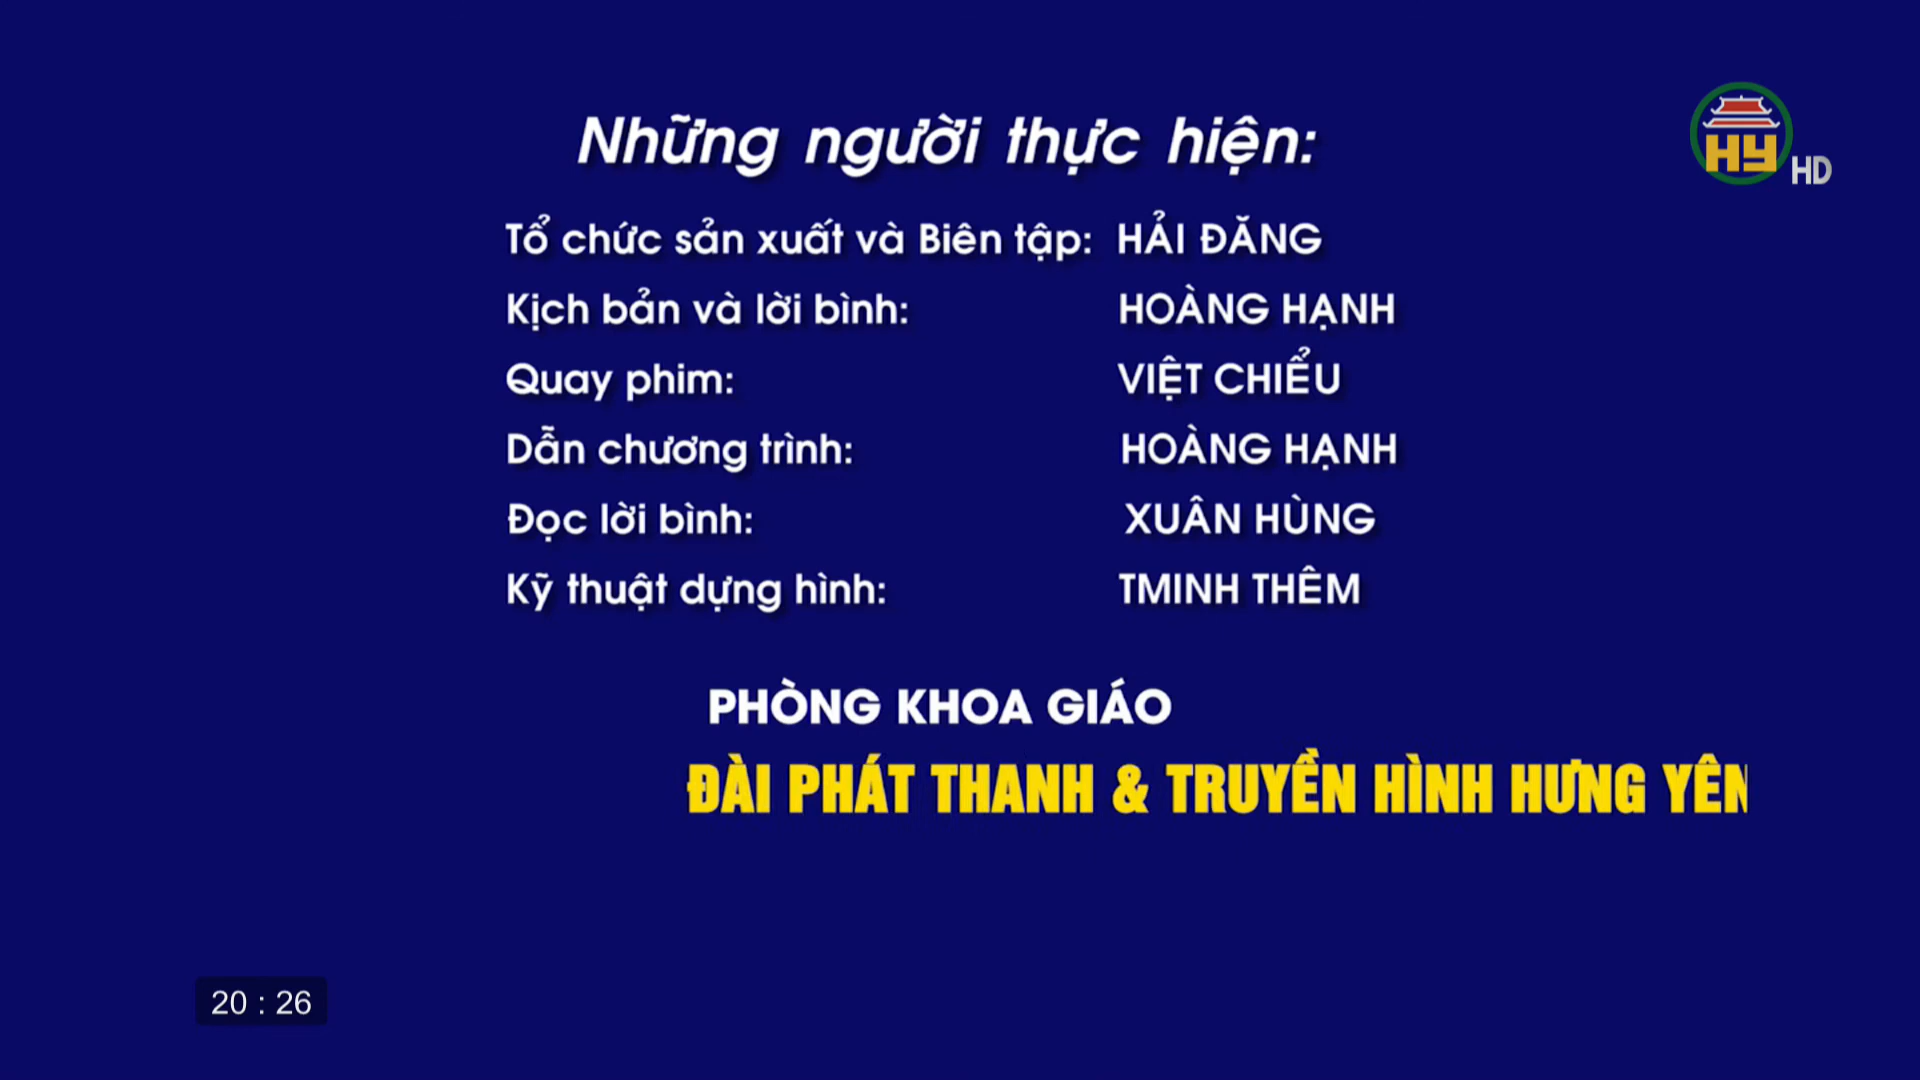 Những người thực hiện:
HY HD
Tổ chức sản xuất và Biên tập: HẢI ĐĂNG
Kịch bản và lời bình: HOÀNG HẠNH
Quay phim: VIỆT CHIỂU
Dẫn chương trình: HOÀNG HẠNH
Đọc lời bình: XUÂN HÙNG
Kỹ thuật dựng hình: TMINH THÊM
PHÒNG KHOA GIÁO
ĐÀI PHÁT THANH & TRUYỀN HÌNH HƯNG YÊN
20 : 26